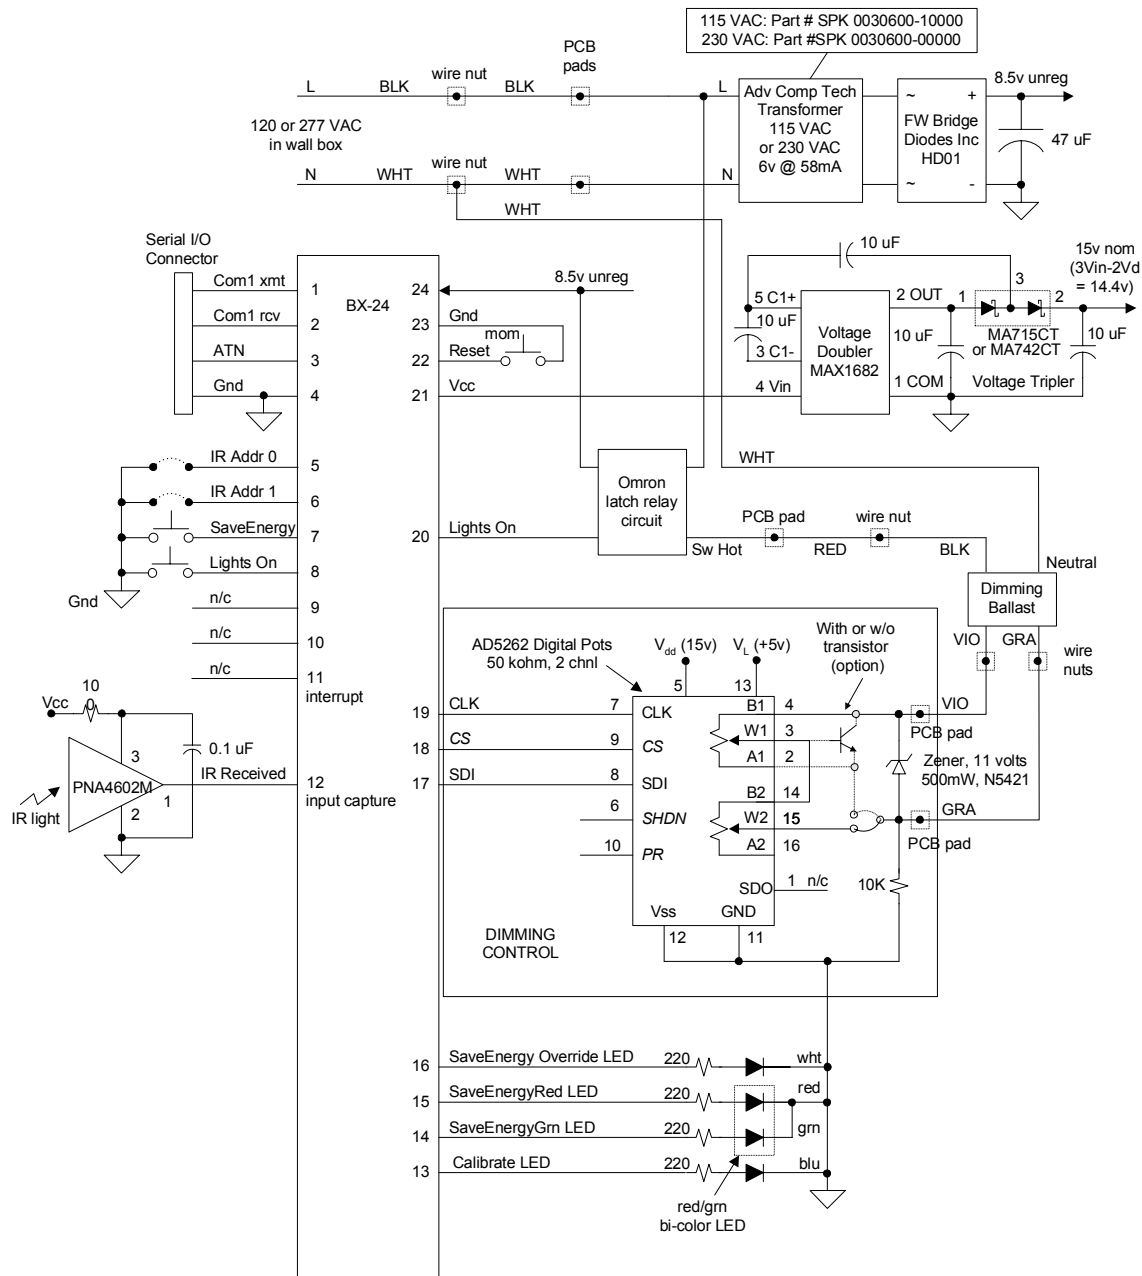 115 VAC: Part # SPK 0030600-10000
230 VAC: Part #SPK 0030600-00000
PCB
pads
wire nut
L
BLK
BLK
L
120 or 277 VAC
in wall box
wire nut
N
WHT
WHT
N
WHT
Adv Comp Tech
Transformer
115 VAC
or 230 VAC
6v @ 58mA
~
+
FW Bridge
Diodes Inc
HD01
~
-
8.5v unreg
47 uF
Serial I/O
Connector
Com1 xmt
1
Com1 rcv
2
ATN
3
Gnd
4
BX-24
24
8.5v unreg
23
Gnd
mom
22
Reset
21
Vcc
10 uF
15v nom
(3Vin-2Vd
= 14.4v)
3
5 C1+
2 OUT
1
2
10 uF
Voltage
Doubler
MAX1682
10 uF
MA715CT
or MA742CT
10 uF
3 C1-
4 Vin
1 COM
Voltage Tripler
WHT
IR Addr 0
5
IR Addr 1
6
SaveEnergy
7
Lights On
8
Gnd
n/c
9
n/c
10
n/c
11
interrupt
20
Lights On
Omron
latch relay
circuit
Sw Hot
PCB pad
RED
wire nut
BLK
Neutral
Dimming
Ballast
VIO
GRA
wire
nuts
AD5262 Digital Pots
50 kohm, 2 chnl
Vdd (15v)
VL (+5v)
With or w/o
transistor
(option)
5
13
19
CLK
7
CLK
B1
4
VIO
PCB pad
18
CS
9
CS
W1
3
17
SDI
8
SDI
A1
2
Zener, 11 volts
500mW, N5421
B2
14
6
SHDN
W2
15
GRA
PCB pad
10
PR
A2
16
SDO
1
n/c
10K
Vss
GND
12
11
DIMMING
CONTROL
Vcc
10
0
0.1 uF
3
PNA4602M
1
IR Received
12
input capture
2
IR light
16
SaveEnergy Override LED
220
wht
15
SaveEnergyRed LED
220
red
14
SaveEnergyGrn LED
220
grn
13
Calibrate LED
220
blu
red/grn
bi-color LED